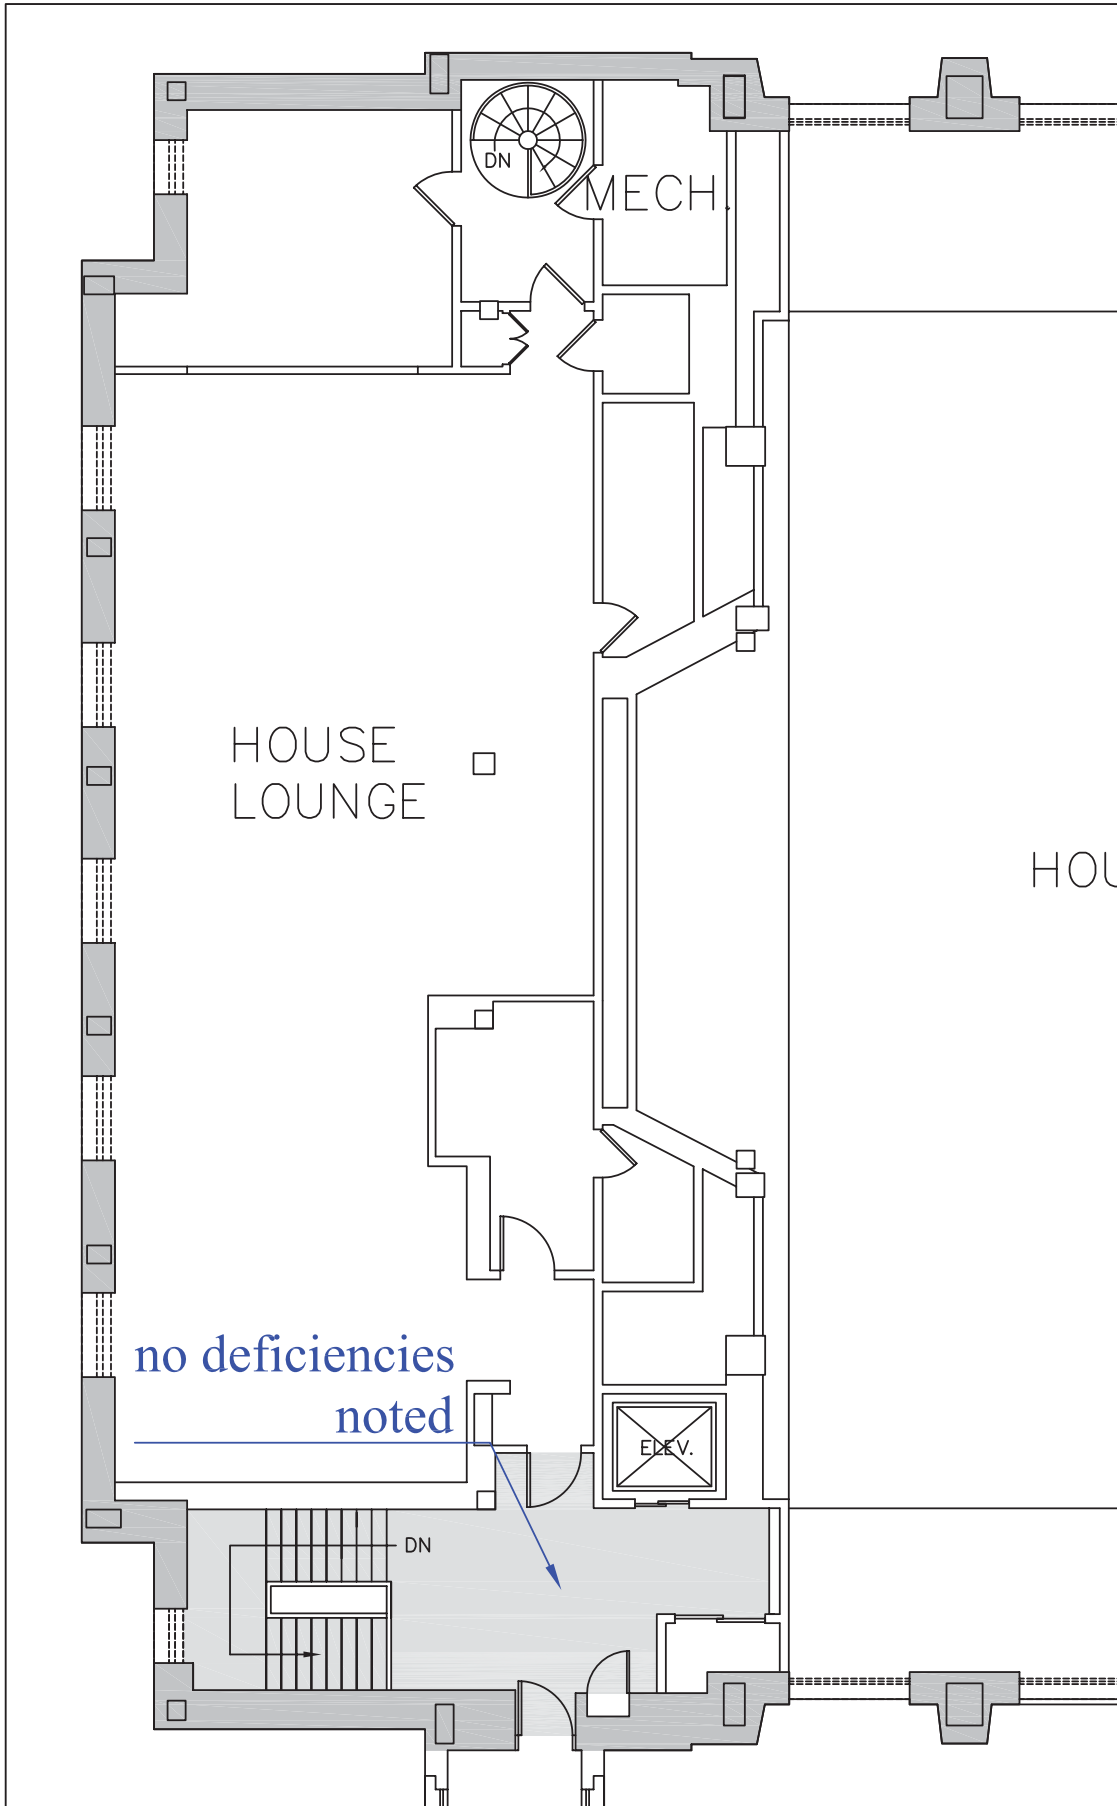 DN
MECH.
HOUSE
LOUNGE
HOU
no deficiencies
noted
ELEV.
DN